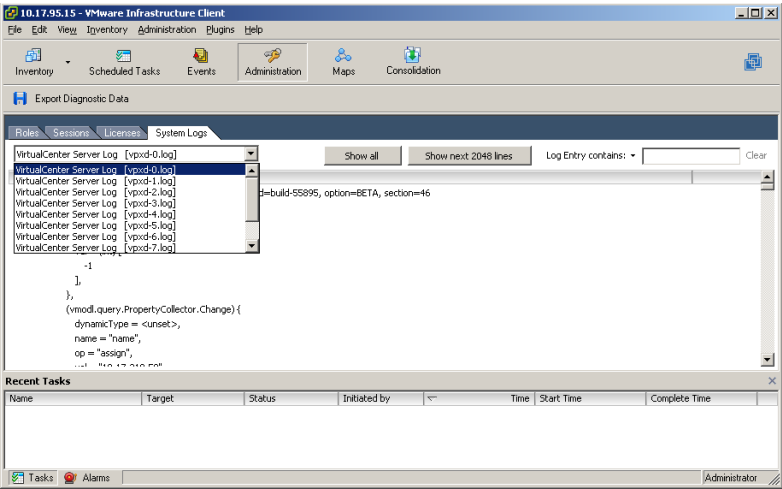 10.17.95.15 - VMware Infrastructure Client
File Edit View Inventory Administration Plugins Help
Inventory Scheduled Tasks Events Administration Maps Consolidation
Export Diagnostic Data
Roles Sessions Licenses System Logs
VirtualCenter Server Log [vpxd-0.log] Show all Show next 2048 lines Log Entry contains: Clear
VirtualCenter Server Log [vpxd-0.log]
VirtualCenter Server Log [vpxd-1.log]
VirtualCenter Server Log [vpxd-2.log] d=build-55895, option=BETA, section=46
VirtualCenter Server Log [vpxd-3.log]
VirtualCenter Server Log [vpxd-4.log]
VirtualCenter Server Log [vpxd-5.log]
VirtualCenter Server Log [vpxd-6.log]
VirtualCenter Server Log [vpxd-7.log]
-1
],
},
(vmodl.query.PropertyCollector.Change) {
dynamicType = <unset>,
name = "name",
op = "assign",
Recent Tasks
Name Target Status Initiated by Time Start Time Complete Time
Tasks Alarms Administrator